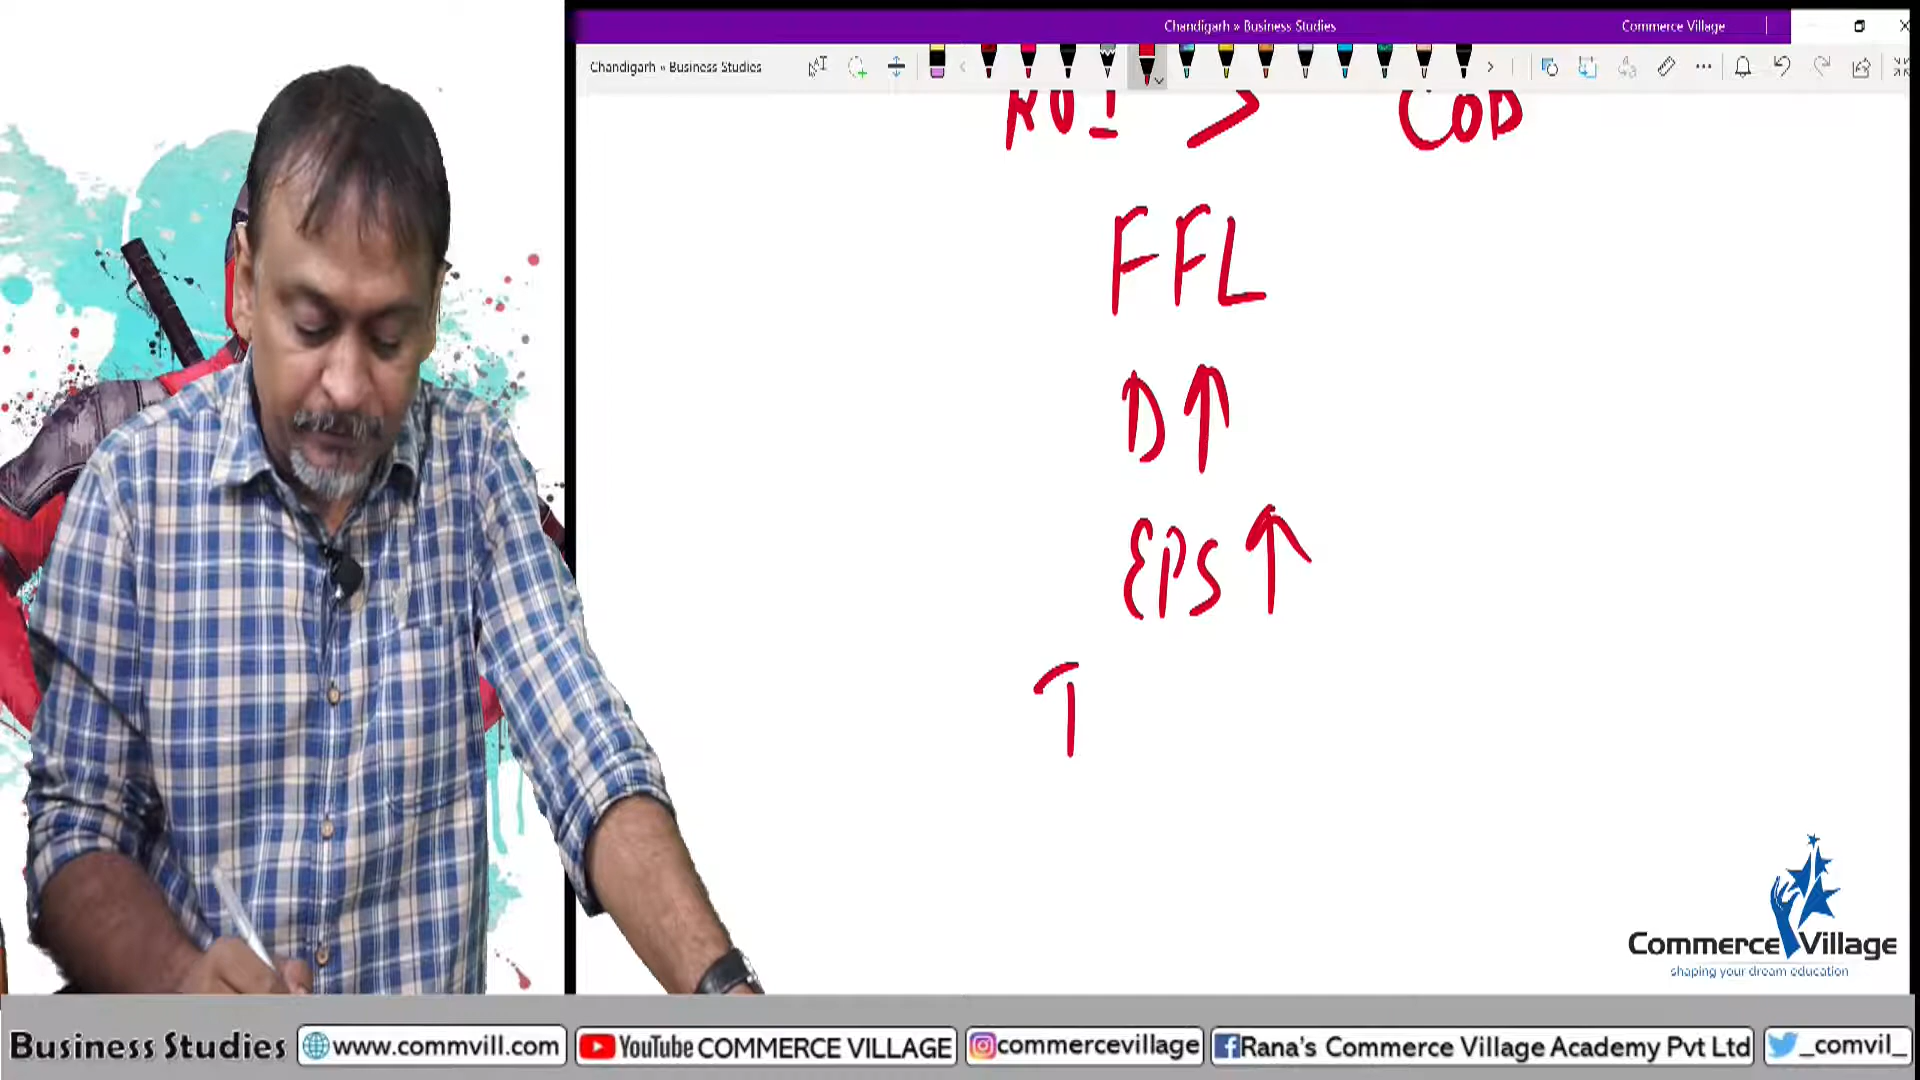 Chandigarh » Business Studies
Commerce Village
Chandigarh » Business Studies
ROI > COD
FFL
D↑
EPS↑
T
Commerce Village
shaping your dream education
Business Studies
www.commvill.com
YouTube COMMERCE VILLAGE
commercevillage
Rana's Commerce Village Academy Pvt Ltd
_comvil_